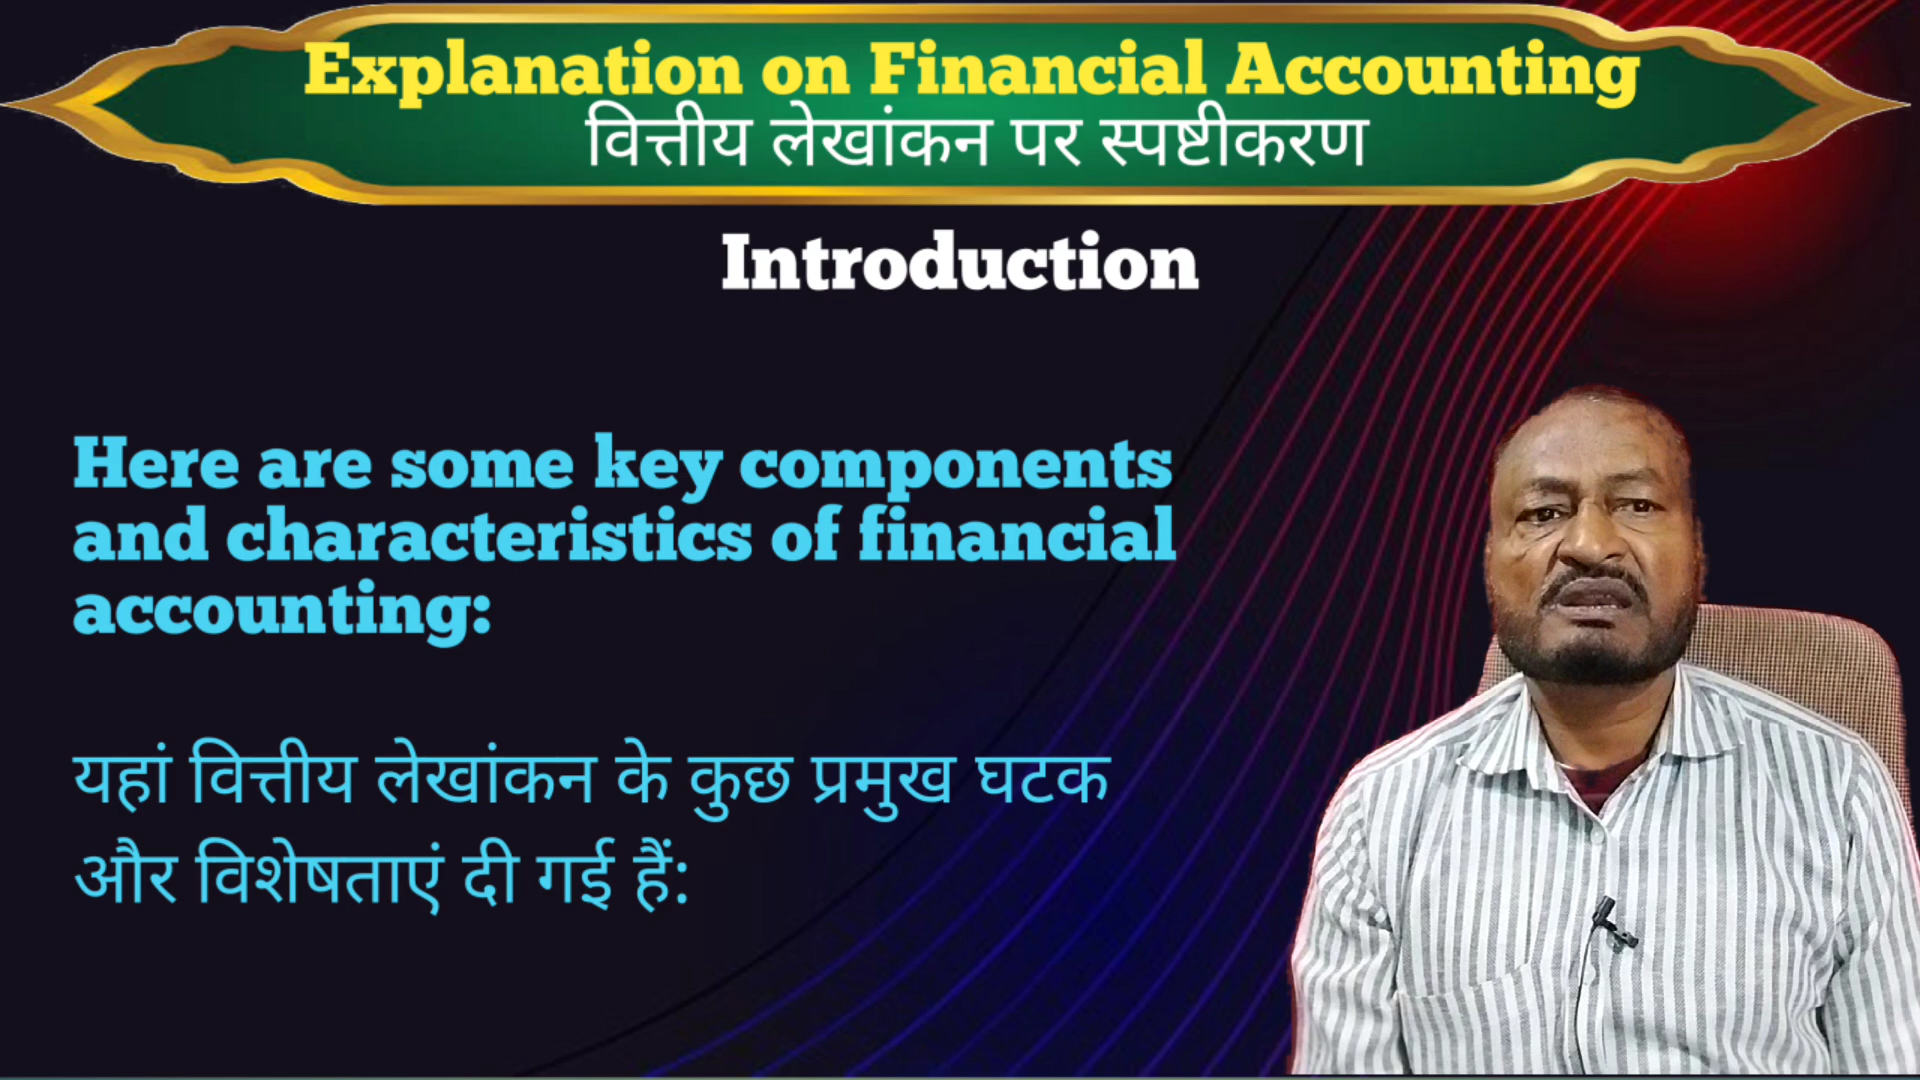 Explanation on Financial Accounting
वित्तीय लेखांकन पर स्पष्टीकरण
Introduction
Here are some key components
and characteristics of financial
accounting:
यहां वित्तीय लेखांकन के कुछ प्रमुख घटक
और विशेषताएं दी गई हैं: